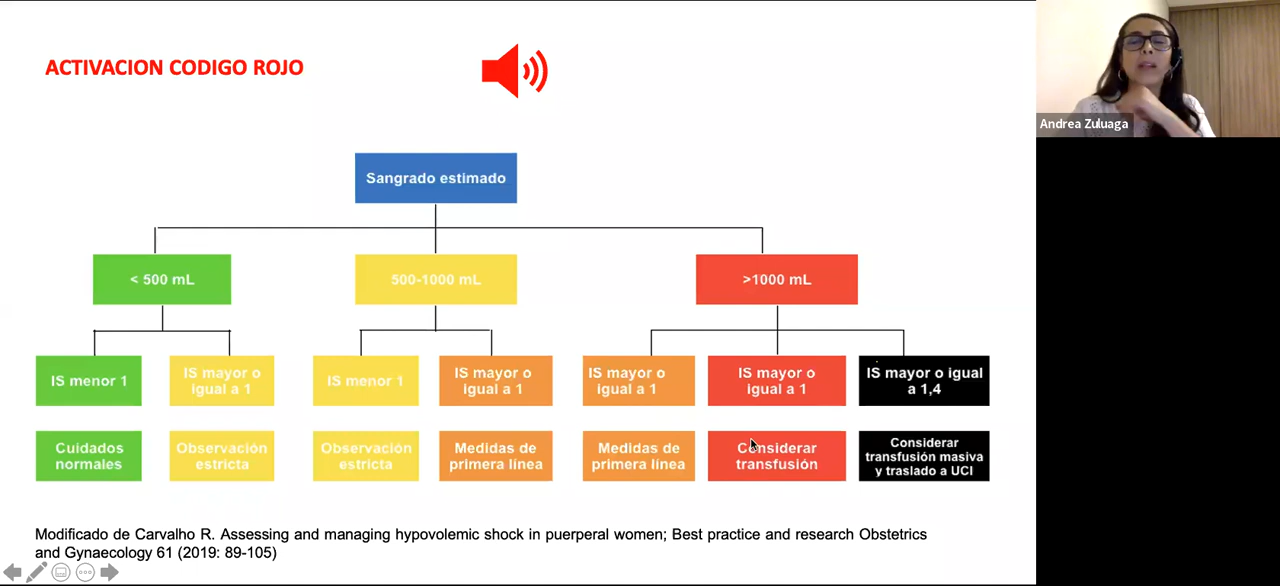 ACTIVACION CODIGO ROJO
Andrea Zuluaga
Sangrado estimado
< 500 mL
500-1000 mL
>1000 mL
IS menor 1
IS mayor o
igual a 1
IS menor 1
IS mayor o
igual a 1
IS mayor o
igual a 1
IS mayor o
igual a 1
IS mayor o igual
a 1,4
Cuidados
normales
Observación
estricta
Observación
estricta
Medidas de
primera línea
Medidas de
primera línea
Considerar
transfusión
Considerar
transfusión masiva
y traslado a UCI
Modificado de Carvalho R. Assessing and managing hypovolemic shock in puerperal women; Best practice and research Obstetrics
and Gynaecology 61 (2019: 89-105)